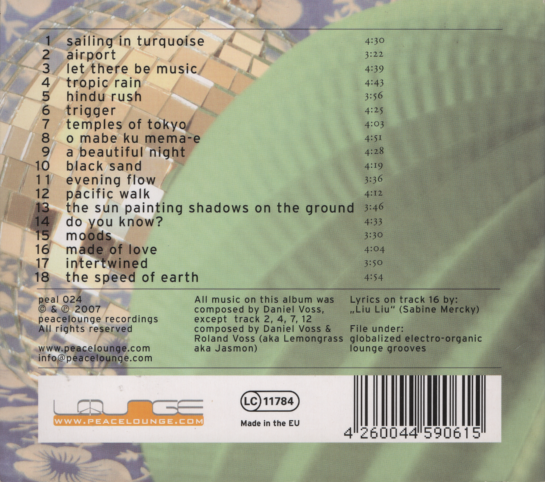 1 sailing in turquoise 4:30
2 airport 3:22
3 let there be music 4:39
4 tropic rain 4:43
5 hindu rush 3:56
6 trigger 4:25
7 temples of tokyo 4:03
8 o mabe ku mema-e 4:51
9 a beautiful night 4:28
10 black sand 4:19
11 evening flow 3:36
12 pacific walk 4:12
13 the sun painting shadows on the ground 3:46
14 do you know? 4:33
15 moods 3:30
16 made of love 4:04
17 intertwined 3:50
18 the speed of earth 4:54
peal 024
© & ℗ 2007
peacelounge recordings
All rights reserved
www.peacelounge.com
info@peacelounge.com
All music on this album was
composed by Daniel Voss,
except track 2, 4, 7, 12
composed by Daniel Voss &
Roland Voss (aka Lemongrass
aka Jasmon)
Lyrics on track 16 by:
„Liu Liu“ (Sabine Mercky)
File under:
globalized electro-organic
lounge grooves
LOUNGE
WWW.PEACELOUNGE.COM
LC 11784
Made in the EU
4 260044 590615